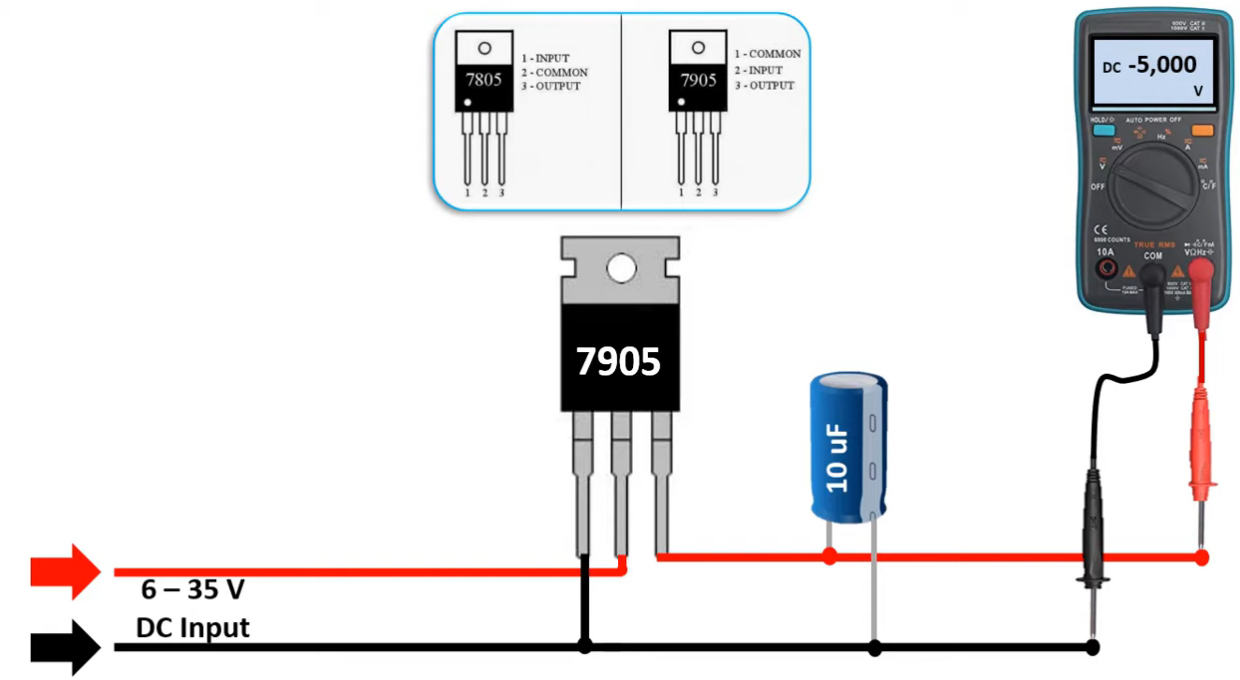 7805
1 - INPUT
2 - COMMON
3 - OUTPUT
1 2 3
7905
1 - COMMON
2 - INPUT
3 - OUTPUT
1 2 3
600V CAT III
1000V CAT II
DC -5,000
V
HOLD/
AUTO POWER OFF
Hz %
mV
A
V
mA
OFF
°C/°F
CE
6000 COUNTS
TRUE RMS
10A
COM
VΩHz
FUSED
7905
10 uF
6 – 35 V
DC Input